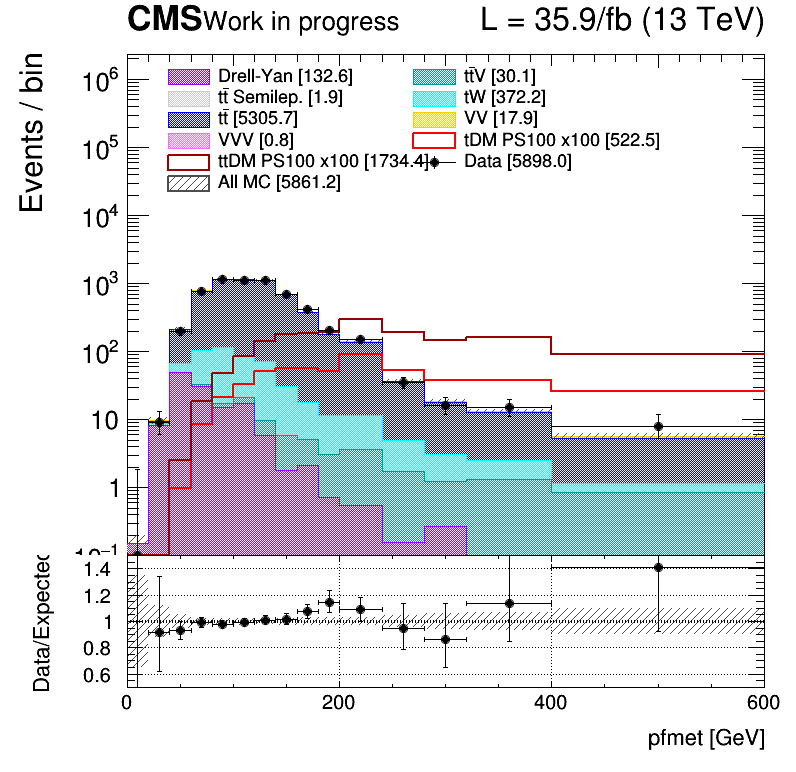 CMS Work in progress L = 35.9/fb (13 TeV)
Events / bin
10⁶
10⁵
10⁴
10³
10²
10
1
10⁻¹
Drell-Yan [132.6] tt̄V [30.1]
tt̄ Semilep. [1.9] tW [372.2]
tt̄ [5305.7] VV [17.9]
VVV [0.8] tDM PS100 x100 [522.5]
ttDM PS100 x100 [1734.4] Data [5898.0]
All MC [5861.2]
Data/Expected
1.4
1.2
1
0.8
0.6
0 200 400 600
pfmet [GeV]